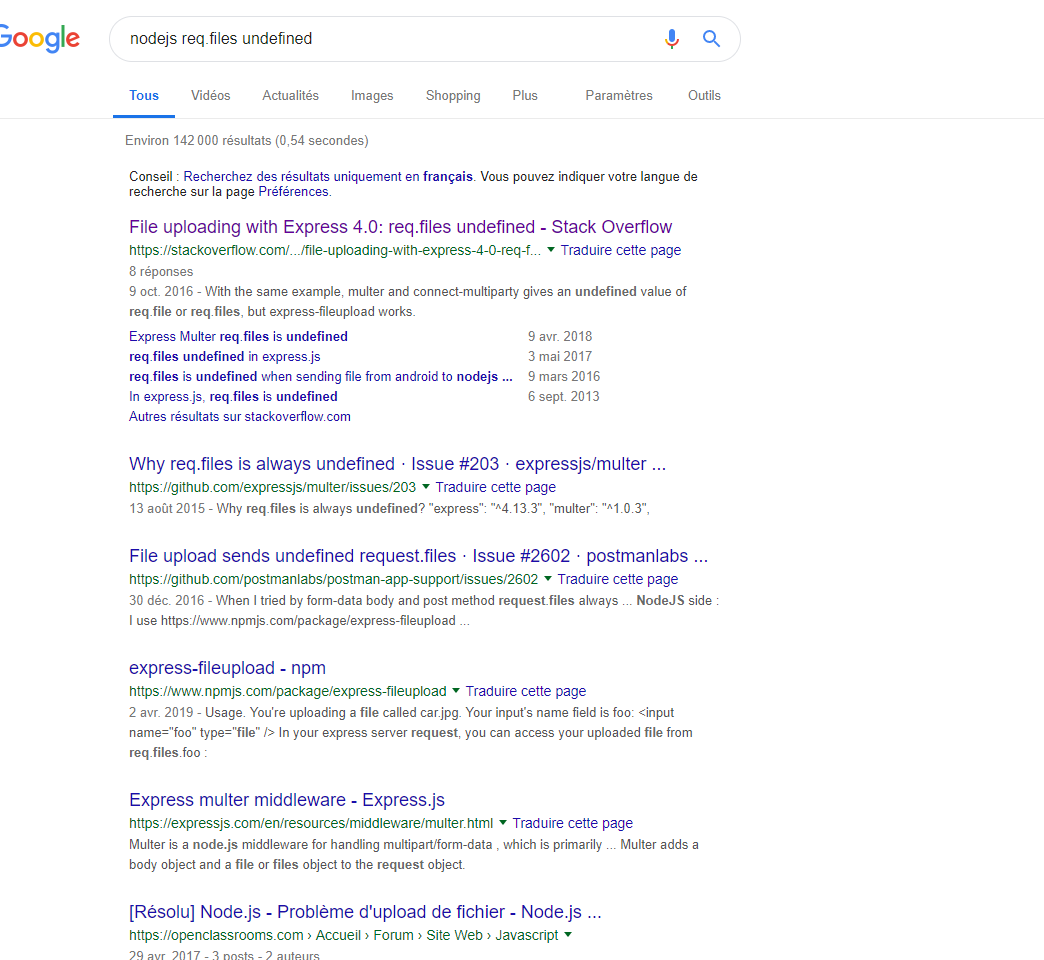 Google
nodejs req.files undefined
Tous Vidéos Actualités Images Shopping Plus Paramètres Outils
Environ 142 000 résultats (0,54 secondes)
Conseil : Recherchez des résultats uniquement en français. Vous pouvez indiquer votre langue de
recherche sur la page Préférences.
File uploading with Express 4.0: req.files undefined - Stack Overflow
https://stackoverflow.com/.../file-uploading-with-express-4-0-req-f... Traduire cette page
8 réponses
9 oct. 2016 - With the same example, multer and connect-multiparty gives an undefined value of
req.file or req.files, but express-fileupload works.
Express Multer req.files is undefined 9 avr. 2018
req.files undefined in express.js 3 mai 2017
req.files is undefined when sending file from android to nodejs ... 9 mars 2016
In express.js, req.files is undefined 6 sept. 2013
Autres résultats sur stackoverflow.com
Why req.files is always undefined · Issue #203 · expressjs/multer ...
https://github.com/expressjs/multer/issues/203 Traduire cette page
13 août 2015 - Why req.files is always undefined? "express": "^4.13.3", "multer": "^1.0.3",
File upload sends undefined request.files · Issue #2602 · postmanlabs ...
https://github.com/postmanlabs/postman-app-support/issues/2602 Traduire cette page
30 déc. 2016 - When I tried by form-data body and post method request.files always ... NodeJS side :
I use https://www.npmjs.com/package/express-fileupload ...
express-fileupload - npm
https://www.npmjs.com/package/express-fileupload Traduire cette page
2 avr. 2019 - Usage. You're uploading a file called car.jpg. Your input's name field is foo: <input
name="foo" type="file" /> In your express server request, you can access your uploaded file from
req.files.foo :
Express multer middleware - Express.js
https://expressjs.com/en/resources/middleware/multer.html Traduire cette page
Multer is a node.js middleware for handling multipart/form-data , which is primarily ... Multer adds a
body object and a file or files object to the request object.
[Résolu] Node.js - Problème d'upload de fichier - Node.js ...
https://openclassrooms.com › Accueil › Forum › Site Web › Javascript
29 avr. 2017 - 3 posts - 2 auteurs